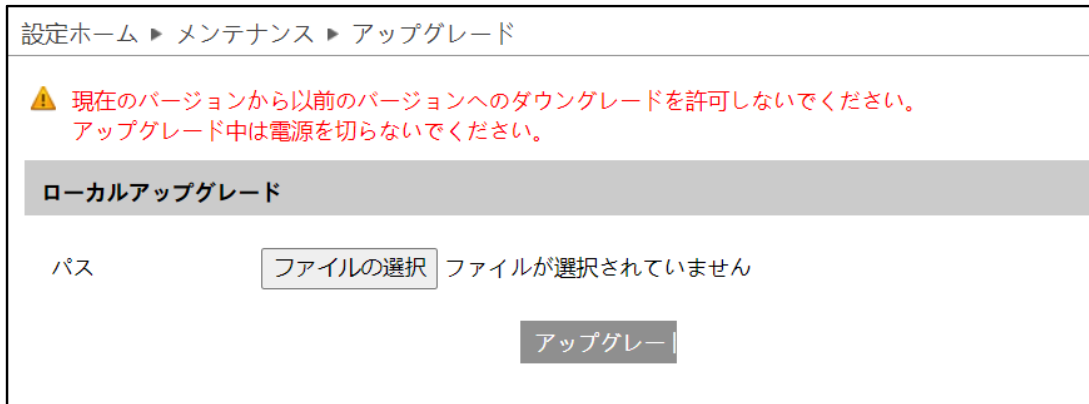 設定ホーム ▶ メンテナンス ▶ アップグレード
現在のバージョンから以前のバージョンへのダウングレードを許可しないでください。
アップグレード中は電源を切らないでください。
ローカルアップグレード
パス ファイルの選択 ファイルが選択されていません
アップグレー